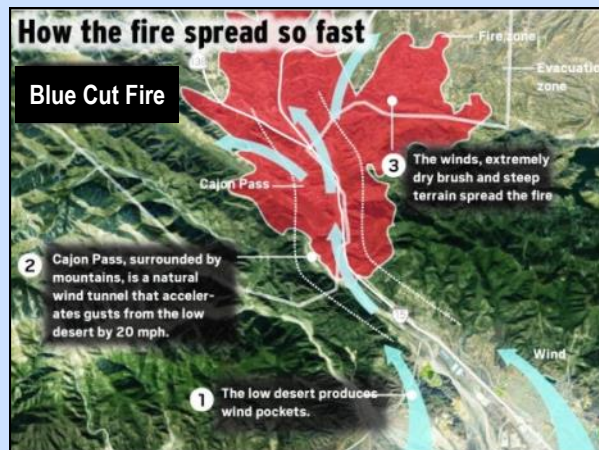 How the fire spread so fast
Blue Cut Fire
138
Fire zone
Evacuation
zone
Cajon Pass
3
The winds, extremely
dry brush and steep
terrain spread the fire
2
Cajon Pass, surrounded by
mountains, is a natural
wind tunnel that acceler-
ates gusts from the low
desert by 20 mph.
15
Wind
1
The low desert produces
wind pockets.